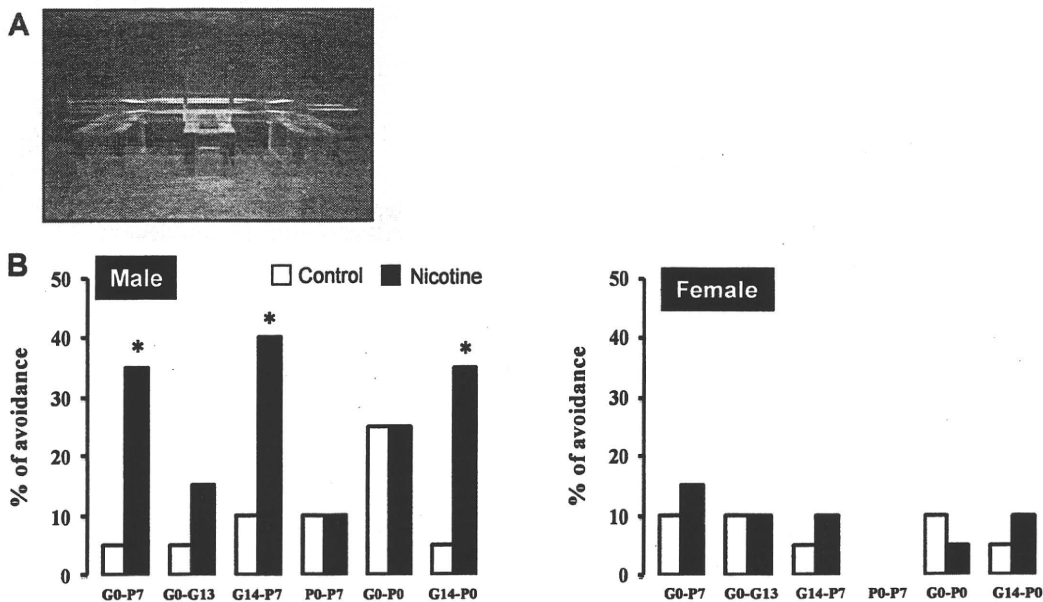 A
B
Male
Control Nicotine
% of avoidance
50
40
30
20
10
0
*
*
*
G0-P7 G0-G13 G14-P7 P0-P7 G0-P0 G14-P0
Female
% of avoidance
50
40
30
20
10
0
G0-P7 G0-G13 G14-P7 P0-P7 G0-P0 G14-P0